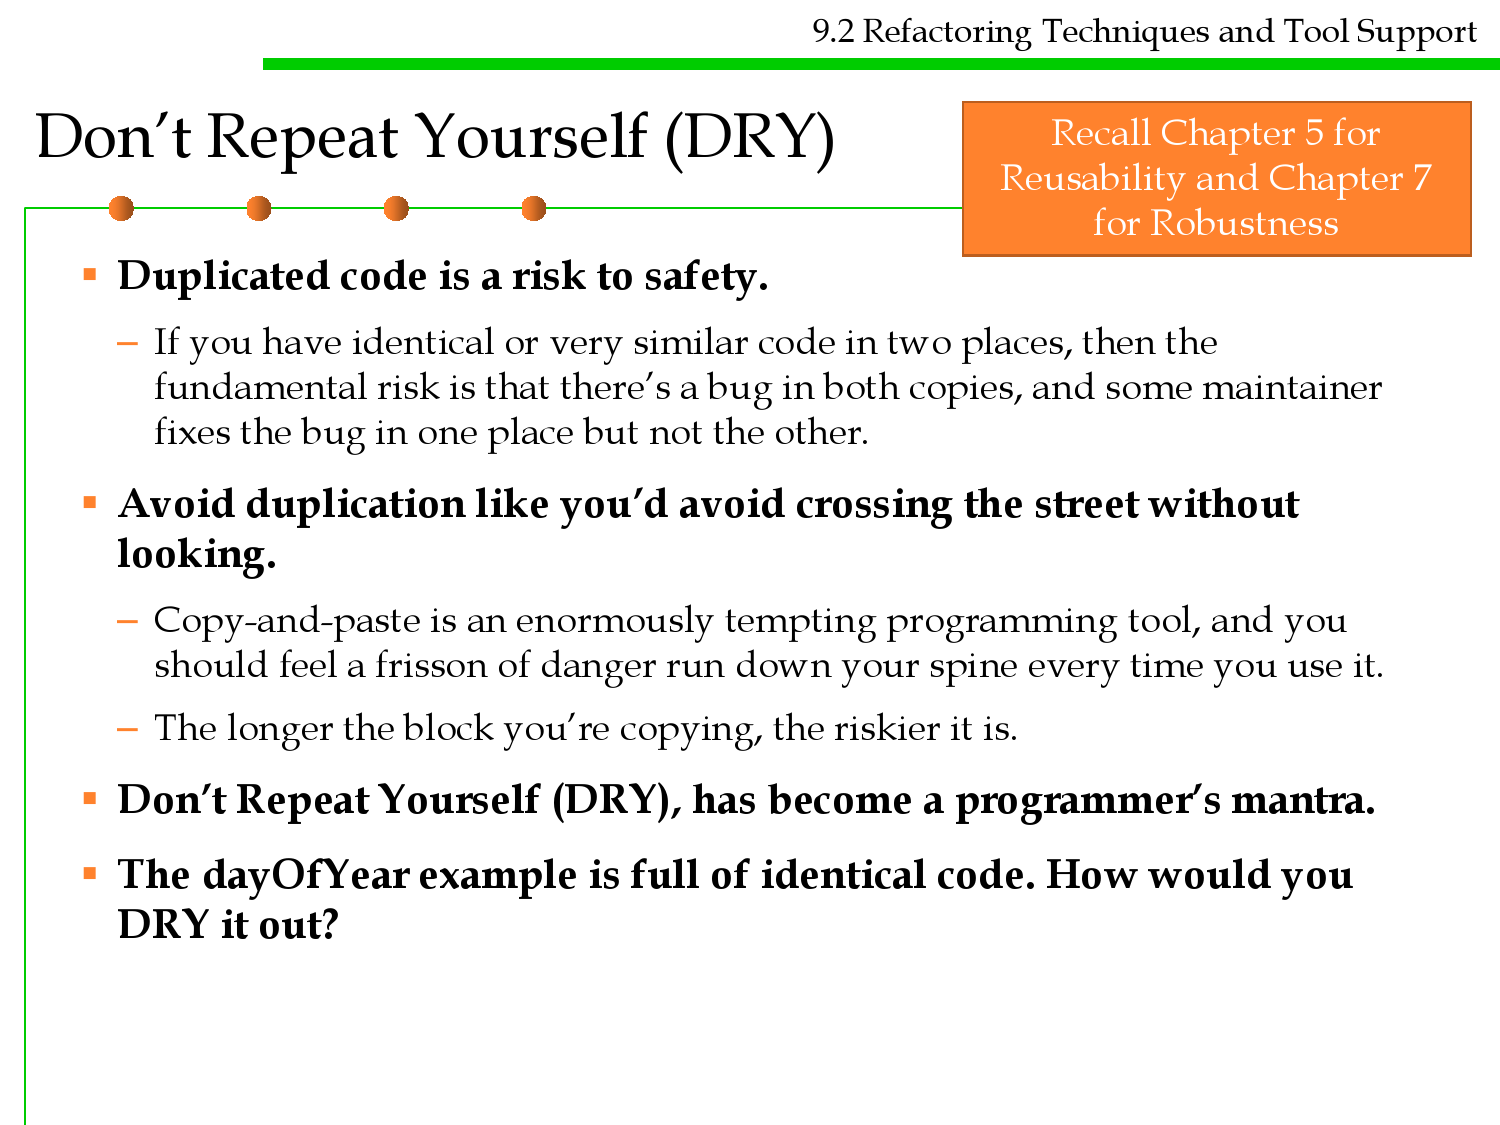 9.2 Refactoring Techniques and Tool Support
Don’t Repeat Yourself (DRY)
Recall Chapter 5 for
Reusability and Chapter 7
for Robustness
▪ Duplicated code is a risk to safety.
– If you have identical or very similar code in two places, then the
fundamental risk is that there’s a bug in both copies, and some maintainer
fixes the bug in one place but not the other.
▪ Avoid duplication like you’d avoid crossing the street without
looking.
– Copy-and-paste is an enormously tempting programming tool, and you
should feel a frisson of danger run down your spine every time you use it.
– The longer the block you’re copying, the riskier it is.
▪ Don’t Repeat Yourself (DRY), has become a programmer’s mantra.
▪ The dayOfYear example is full of identical code. How would you
DRY it out?